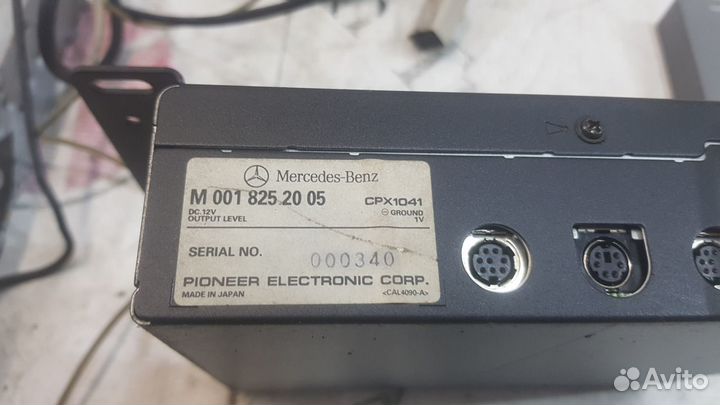 Mercedes-Benz
M 001 825 20 05 CPX1041
DC.12V ⊖ GROUND
OUTPUT LEVEL 1V
SERIAL NO. 000340
PIONEER ELECTRONIC CORP.
MADE IN JAPAN <CAL4090-A>
Avito